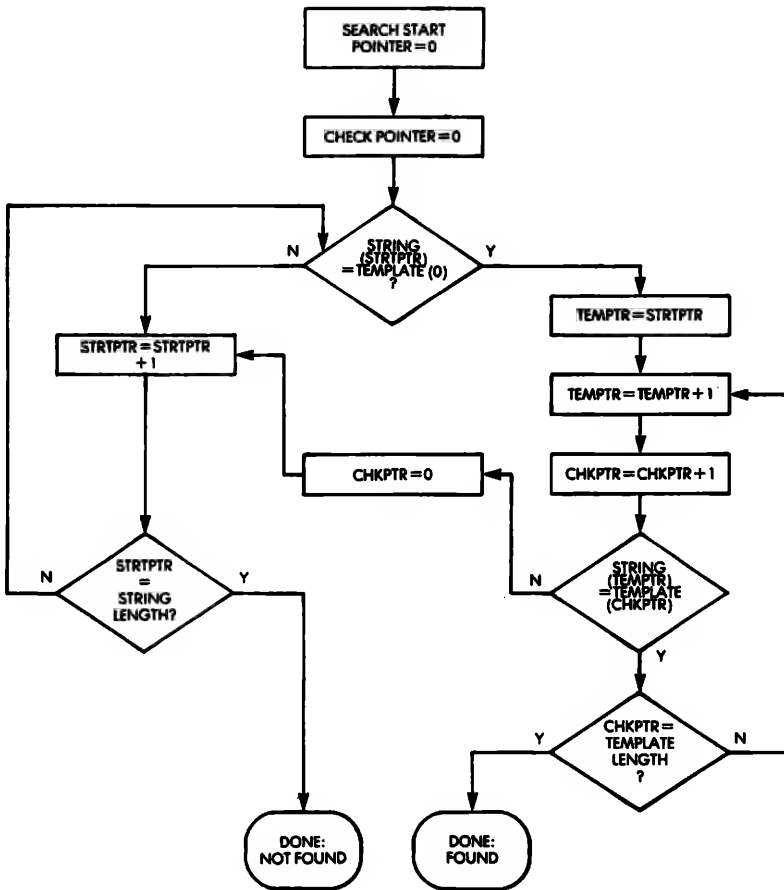 SEARCH START
POINTER=0
CHECK POINTER=0
STRING
(STRTPTR)
=TEMPLATE (0)
?
N
Y
STRTPTR=STRTPTR
+1
TEMPTR=STRTPTR
TEMPTR=TEMPTR+1
CHKPTR=0
CHKPTR=CHKPTR+1
STRTPTR
=
STRING
LENGTH?
N
Y
STRING
(TEMPTR)
=TEMPLATE
(CHKPTR)
N
Y
CHKPTR=
TEMPLATE
LENGTH
?
Y
N
DONE:
NOT FOUND
DONE:
FOUND